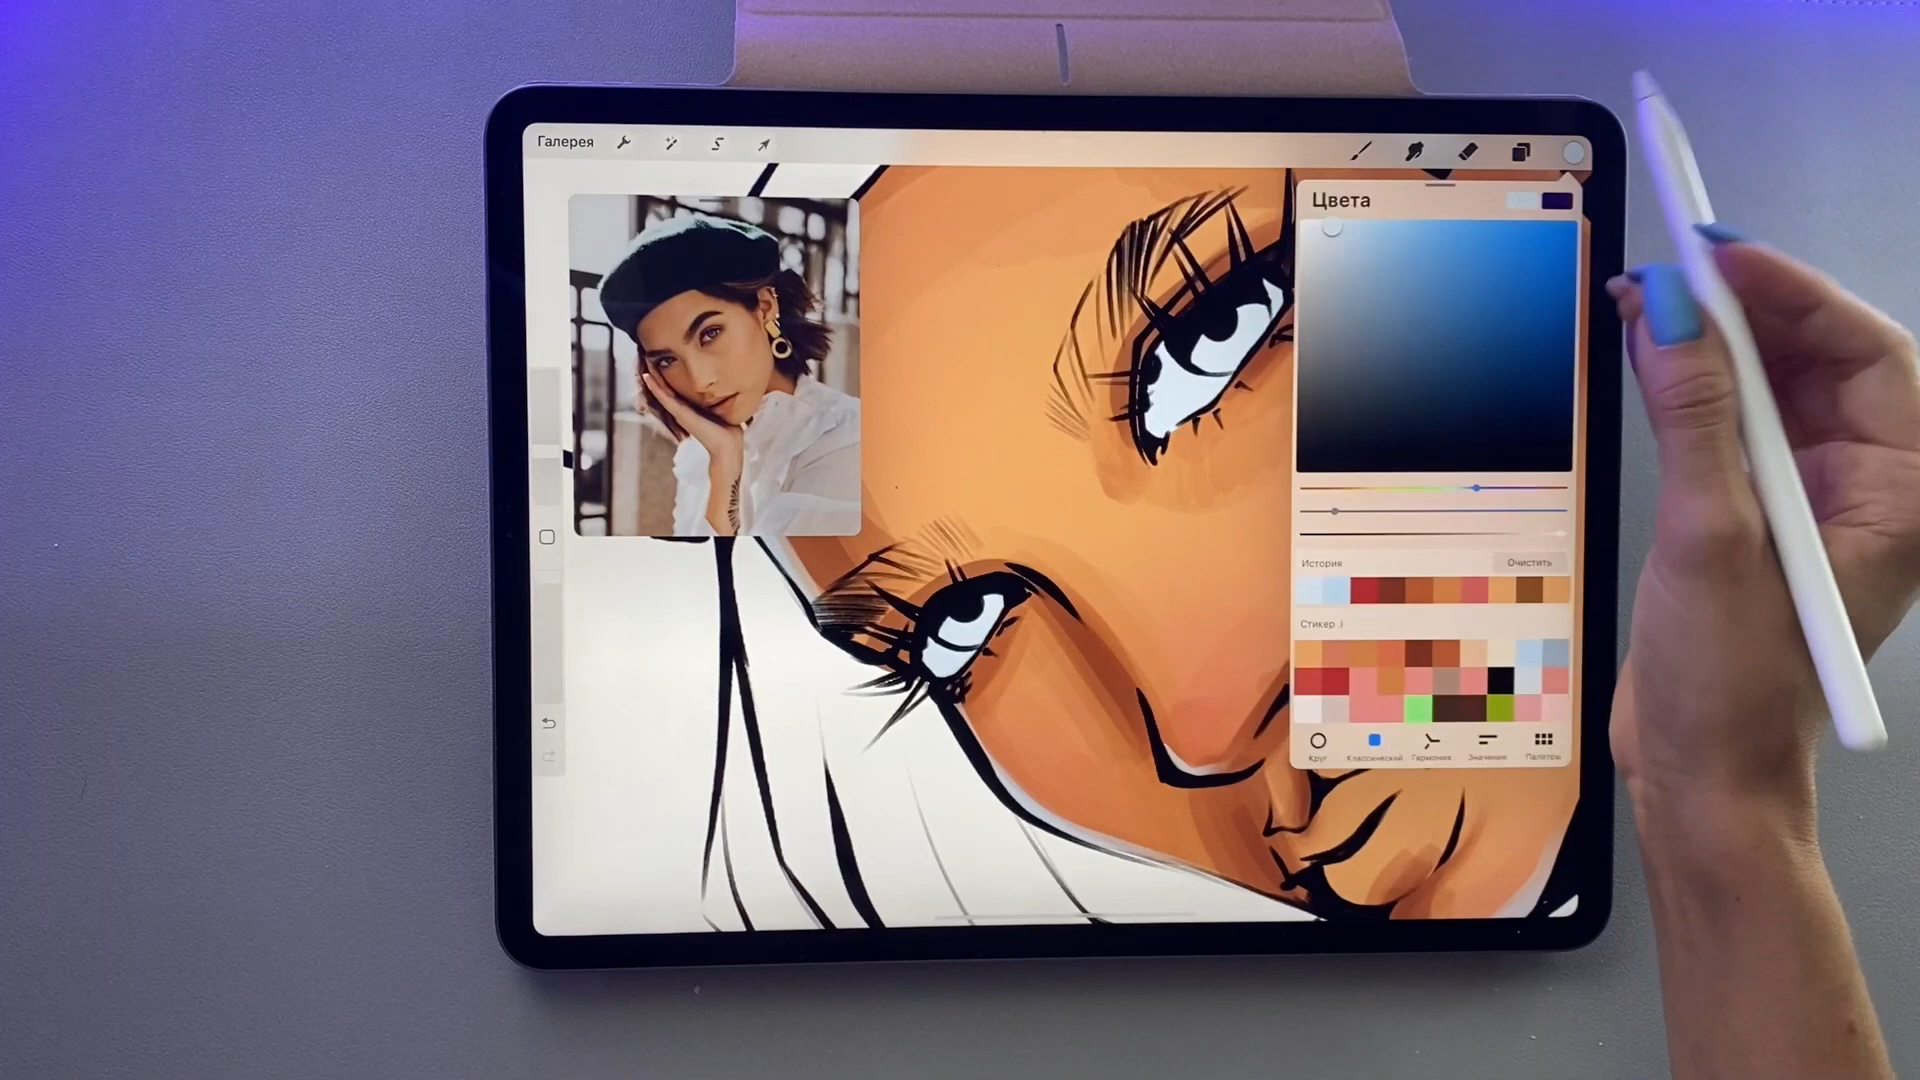 Галерея
Цвета
История
Очистить
Стикер .i
Круг
Классический
Гармония
Значение
Палитры